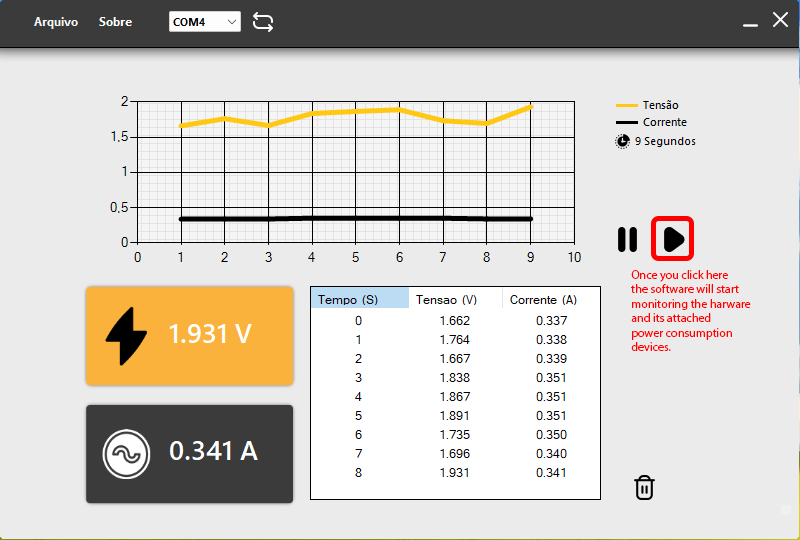 Arquivo Sobre COM4
Tensão
Corrente
9 Segundos
2
1,5
1
0,5
0
0 1 2 3 4 5 6 7 8 9 10
Once you click here
the software will start
monitoring the harware
and its attached
power consumption
devices.
1.931 V
0.341 A
Tempo (S) Tensao (V) Corrente (A)
0 1.662 0.337
1 1.764 0.338
2 1.667 0.339
3 1.838 0.351
4 1.867 0.351
5 1.891 0.351
6 1.735 0.350
7 1.696 0.340
8 1.931 0.341